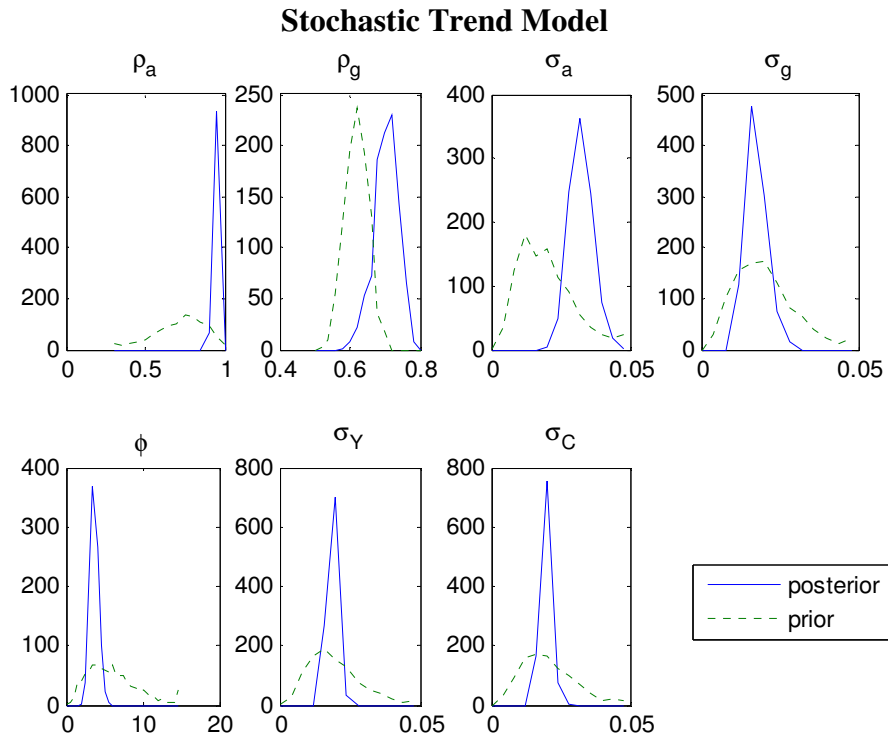 Stochastic Trend Model
ρa ρg σa σg
1000 800 600 400 200 0
0 0.5 1
250 200 150 100 50 0
0.4 0.6 0.8
400 300 200 100 0
0 0.05
500 400 300 200 100 0
0 0.05
ϕ σY σC
400 300 200 100 0
0 10 20
800 600 400 200 0
0 0.05
800 600 400 200 0
0 0.05
posterior
prior